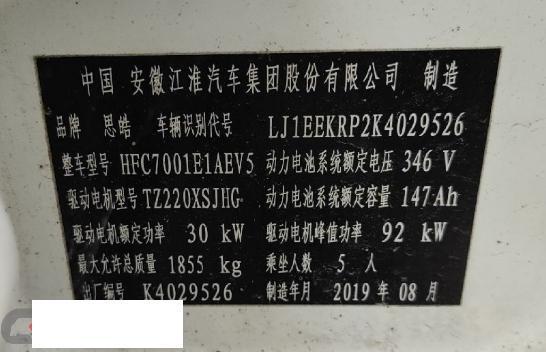 中国 安徽江淮汽车集团股份有限公司 制造
品牌 思皓 车辆识别代号 LJ1EEKRP2K4029526
整车型号 HFC7001E1AEV5 动力电池系统额定电压 346 V
驱动电机型号 TZ220XSJHG 动力电池系统额定容量 147Ah
驱动电机额定功率 30 kW 驱动电机峰值功率 92 kW
最大允许总质量 1855 kg 乘坐人数 5 人
出厂编号 K4029526 制造年月 2019 年 08 月